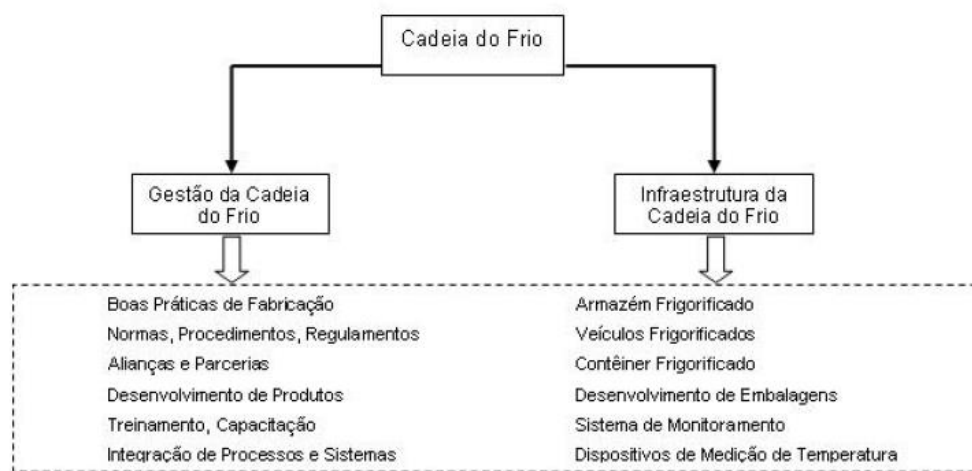 Cadeia do Frio
Gestão da Cadeia
do Frio
Infraestrutura da
Cadeia do Frio
Boas Práticas de Fabricação
Normas, Procedimentos, Regulamentos
Alianças e Parcerias
Desenvolvimento de Produtos
Treinamento, Capacitação
Integração de Processos e Sistemas
Armazém Frigorificado
Veículos Frigorificados
Contêiner Frigorificado
Desenvolvimento de Embalagens
Sistema de Monitoramento
Dispositivos de Medição de Temperatura